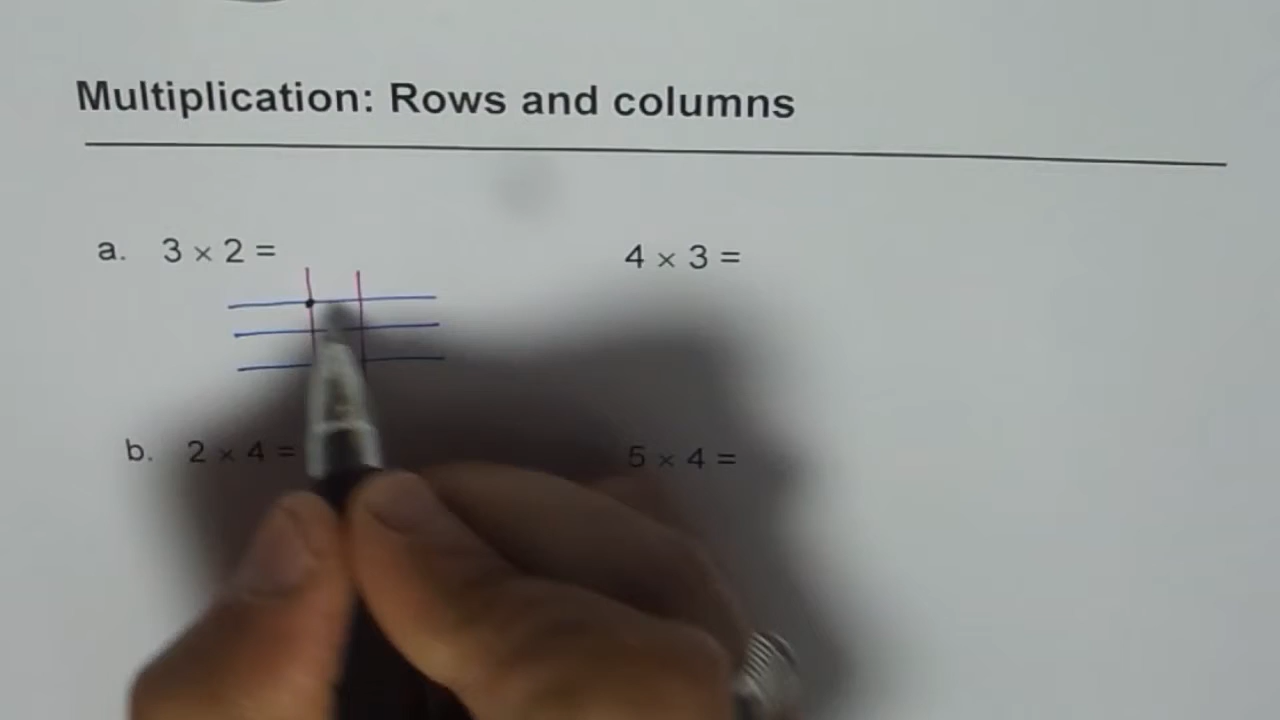 Multiplication: Rows and columns
a. 3 × 2 =
4 × 3 =
b. 2 × 4 =
5 × 4 =